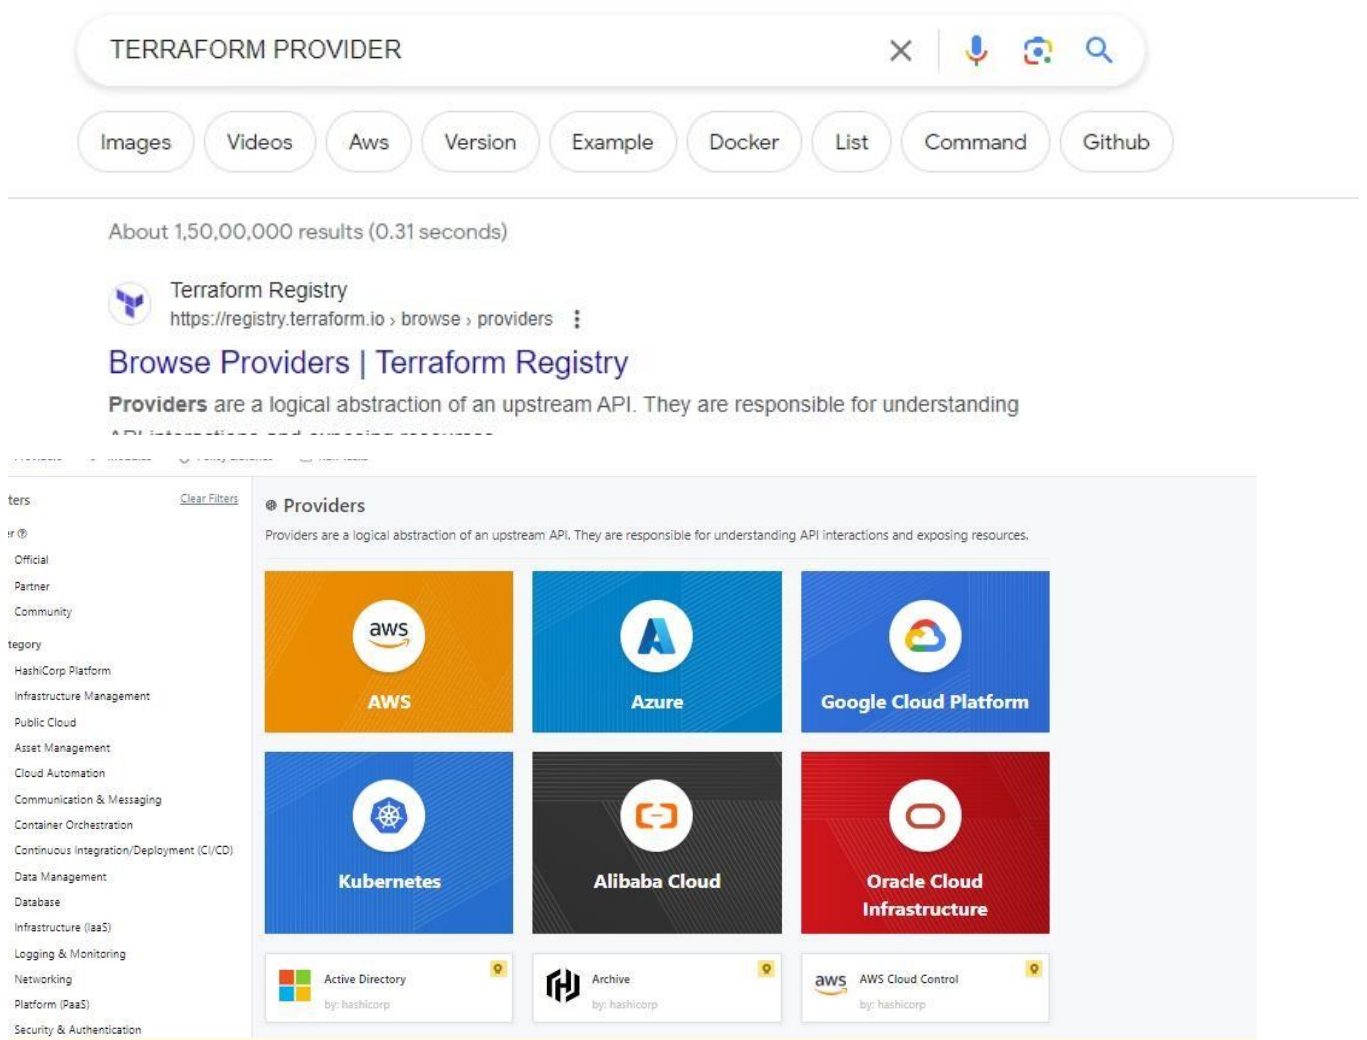 TERRAFORM PROVIDER
Images Videos Aws Version Example Docker List Command Github
About 1,50,00,000 results (0.31 seconds)
Terraform Registry
https://registry.terraform.io › browse › providers
Browse Providers | Terraform Registry
Providers are a logical abstraction of an upstream API. They are responsible for understanding
API interactions and exposing resources
ters Clear Filters
er
Official
Partner
Community
tegory
HashiCorp Platform
Infrastructure Management
Public Cloud
Asset Management
Cloud Automation
Communication & Messaging
Container Orchestration
Continuous Integration/Deployment (CI/CD)
Data Management
Database
Infrastructure (IaaS)
Logging & Monitoring
Networking
Platform (PaaS)
Security & Authentication
Providers
Providers are a logical abstraction of an upstream API. They are responsible for understanding API interactions and exposing resources.
aws
AWS
Azure
Google Cloud Platform
Kubernetes
Alibaba Cloud
Oracle Cloud
Infrastructure
Active Directory
by: hashicorp
Archive
by: hashicorp
aws
AWS Cloud Control
by: hashicorp